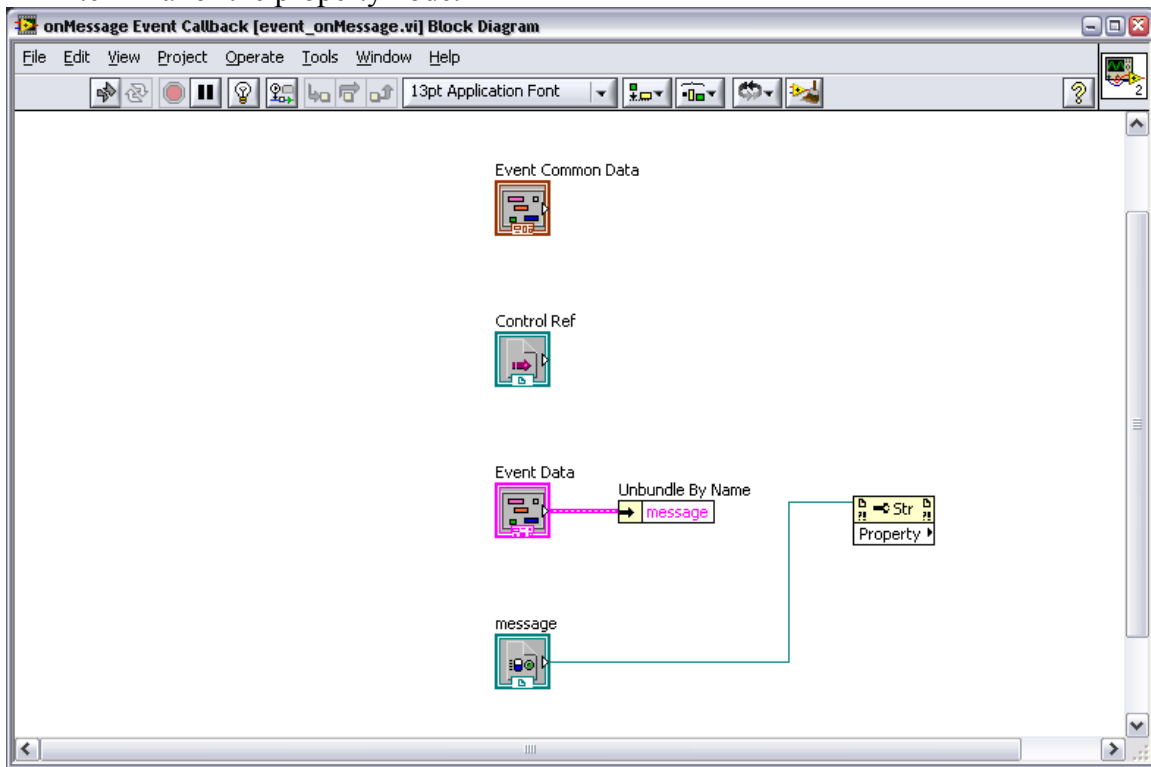 onMessage Event Callback [event_onMessage.vi] Block Diagram
File Edit View Project Operate Tools Window Help
13pt Application Font
2
Event Common Data
Control Ref
Event Data
Unbundle By Name
message
Str
Property
message